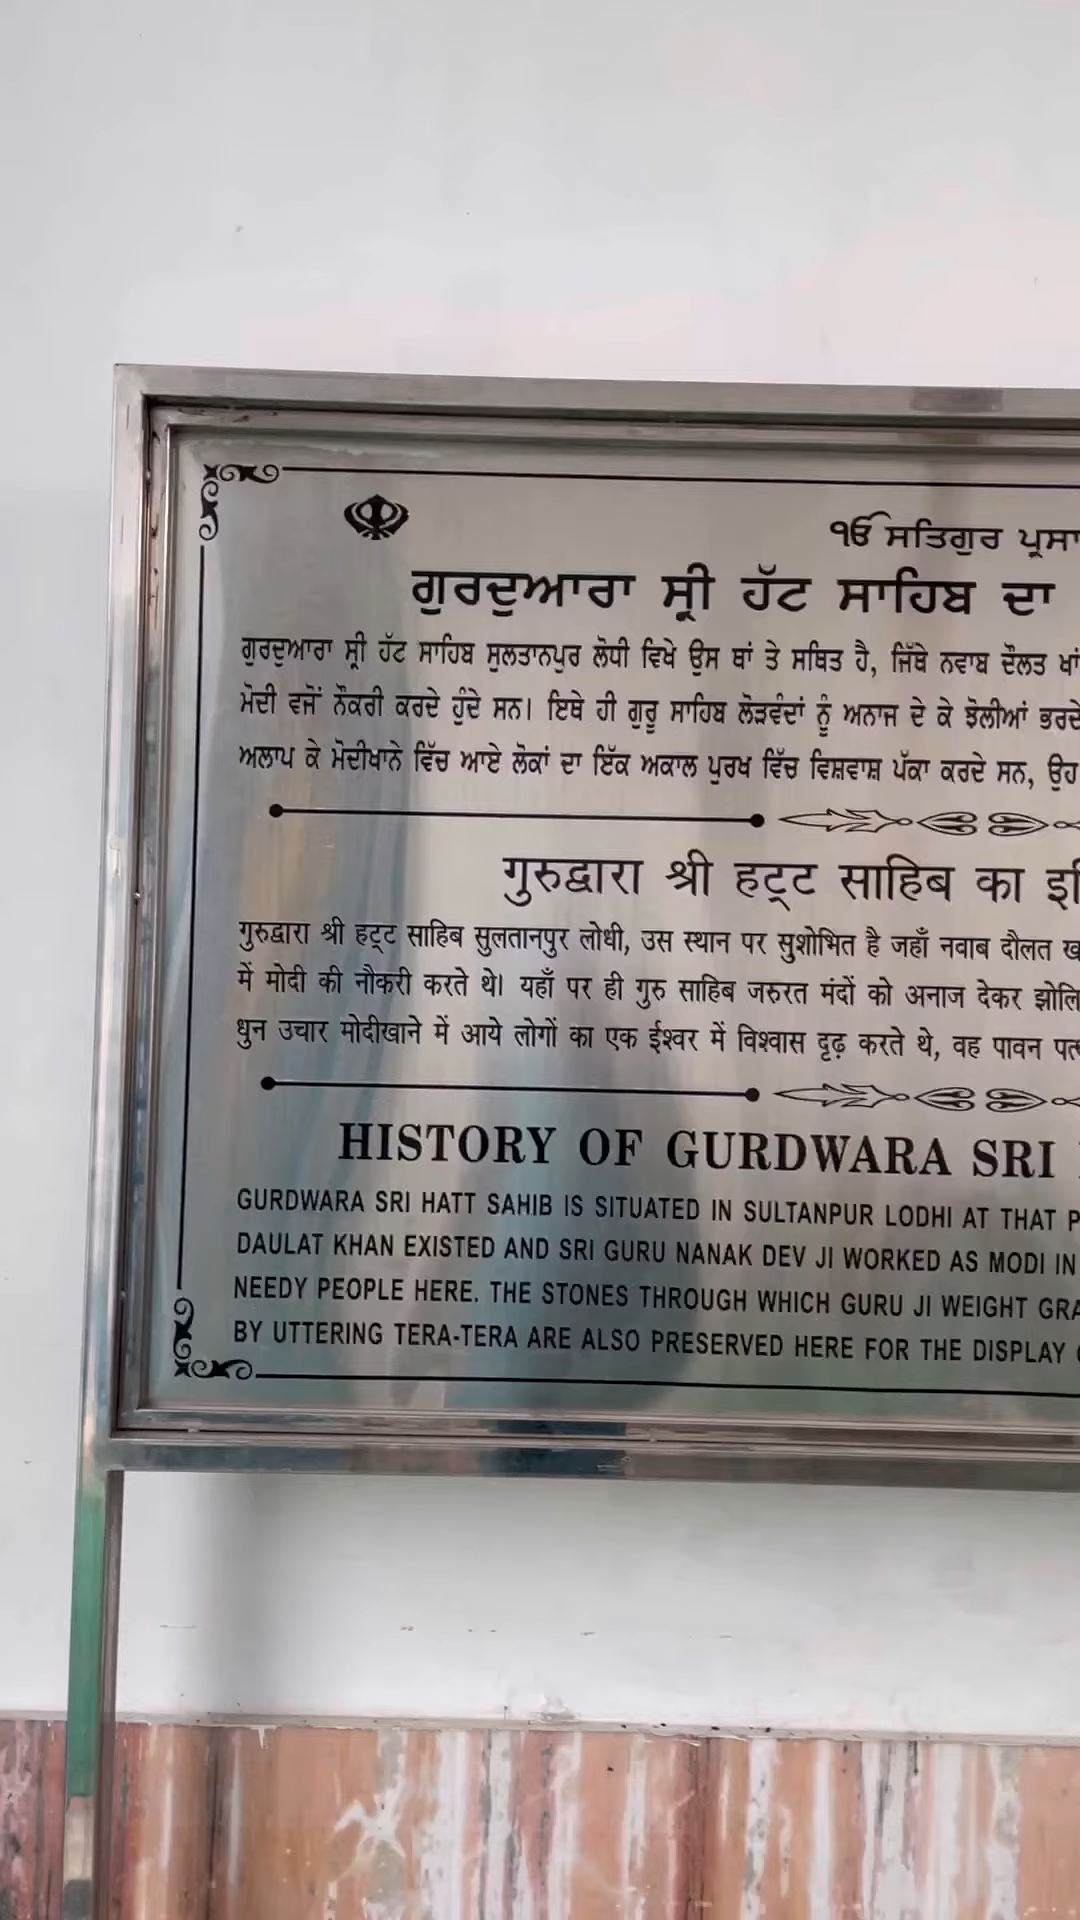 ੴ ਸਤਿਗੁਰ ਪ੍ਰਸਾ
ਗੁਰਦੁਆਰਾ ਸ੍ਰੀ ਹੱਟ ਸਾਹਿਬ ਦਾ
ਗੁਰਦੁਆਰਾ ਸ੍ਰੀ ਹੱਟ ਸਾਹਿਬ ਸੁਲਤਾਨਪੁਰ ਲੋਧੀ ਵਿਖੇ ਉਸ ਥਾਂ ਤੇ ਸਥਿਤ ਹੈ, ਜਿੱਥੇ ਨਵਾਬ ਦੌਲਤ ਖਾਂ
ਮੋਦੀ ਵਜੋਂ ਨੌਕਰੀ ਕਰਦੇ ਹੁੰਦੇ ਸਨ। ਇਥੇ ਹੀ ਗੁਰੂ ਸਾਹਿਬ ਲੋੜਵੰਦਾਂ ਨੂੰ ਅਨਾਜ ਦੇ ਕੇ ਝੋਲੀਆਂ ਭਰਦੇ
ਅਲਾਪ ਕੇ ਮੋਦੀਖਾਨੇ ਵਿੱਚ ਆਏ ਲੋਕਾਂ ਦਾ ਇੱਕ ਅਕਾਲ ਪੁਰਖ ਵਿੱਚ ਵਿਸ਼ਵਾਸ਼ ਪੱਕਾ ਕਰਦੇ ਸਨ, ਉਹ
गुरुद्वारा श्री हट्ट साहिब का इ
गुरुद्वारा श्री हट्ट साहिब सुलतानपुर लोधी, उस स्थान पर सुशोभित है जहाँ नवाब दौलत ख
में मोदी की नौकरी करते थे। यहाँ पर ही गुरु साहिब जरुरत मंदों को अनाज देकर झोलि
धुन उचार मोदीखाने में आये लोगों का एक ईश्वर में विश्वास दृढ़ करते थे, वह पावन पत
HISTORY OF GURDWARA SRI
GURDWARA SRI HATT SAHIB IS SITUATED IN SULTANPUR LODHI AT THAT P
DAULAT KHAN EXISTED AND SRI GURU NANAK DEV JI WORKED AS MODI IN
NEEDY PEOPLE HERE. THE STONES THROUGH WHICH GURU JI WEIGHT GRA
BY UTTERING TERA-TERA ARE ALSO PRESERVED HERE FOR THE DISPLAY